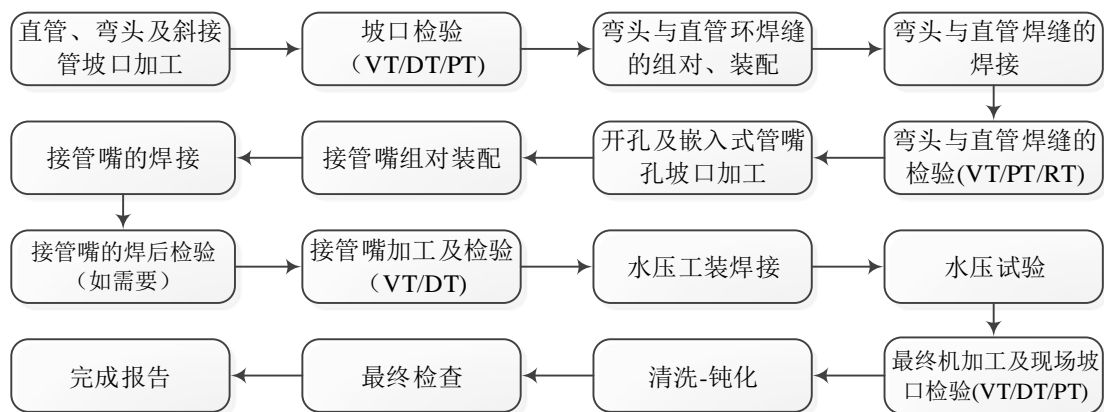 直管、弯头及斜接
管坡口加工
坡口检验
（VT/DT/PT)
弯头与直管环焊缝
的组对、装配
弯头与直管焊缝的
焊接
弯头与直管焊缝的
检验(VT/PT/RT)
开孔及嵌入式管嘴
孔坡口加工
接管嘴组对装配
接管嘴的焊接
接管嘴的焊后检验
（如需要）
接管嘴加工及检验
（VT/DT)
水压工装焊接
水压试验
最终机加工及现场坡
口检验(VT/DT/PT)
清洗-钝化
最终检查
完成报告